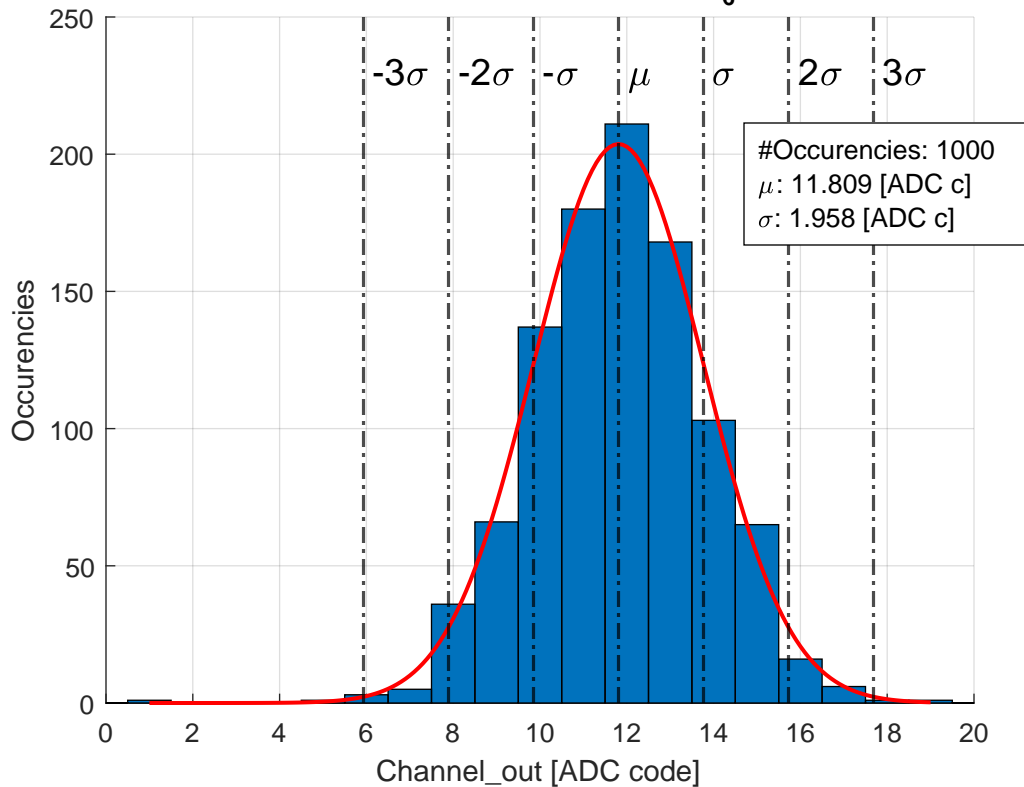 250
200
150
100
50
0
Occurencies
-3σ -2σ -σ μ σ 2σ 3σ
#Occurencies: 1000
μ: 11.809 [ADC c]
σ: 1.958 [ADC c]
0 2 4 6 8 10 12 14 16 18 20
Channel_out [ADC code]